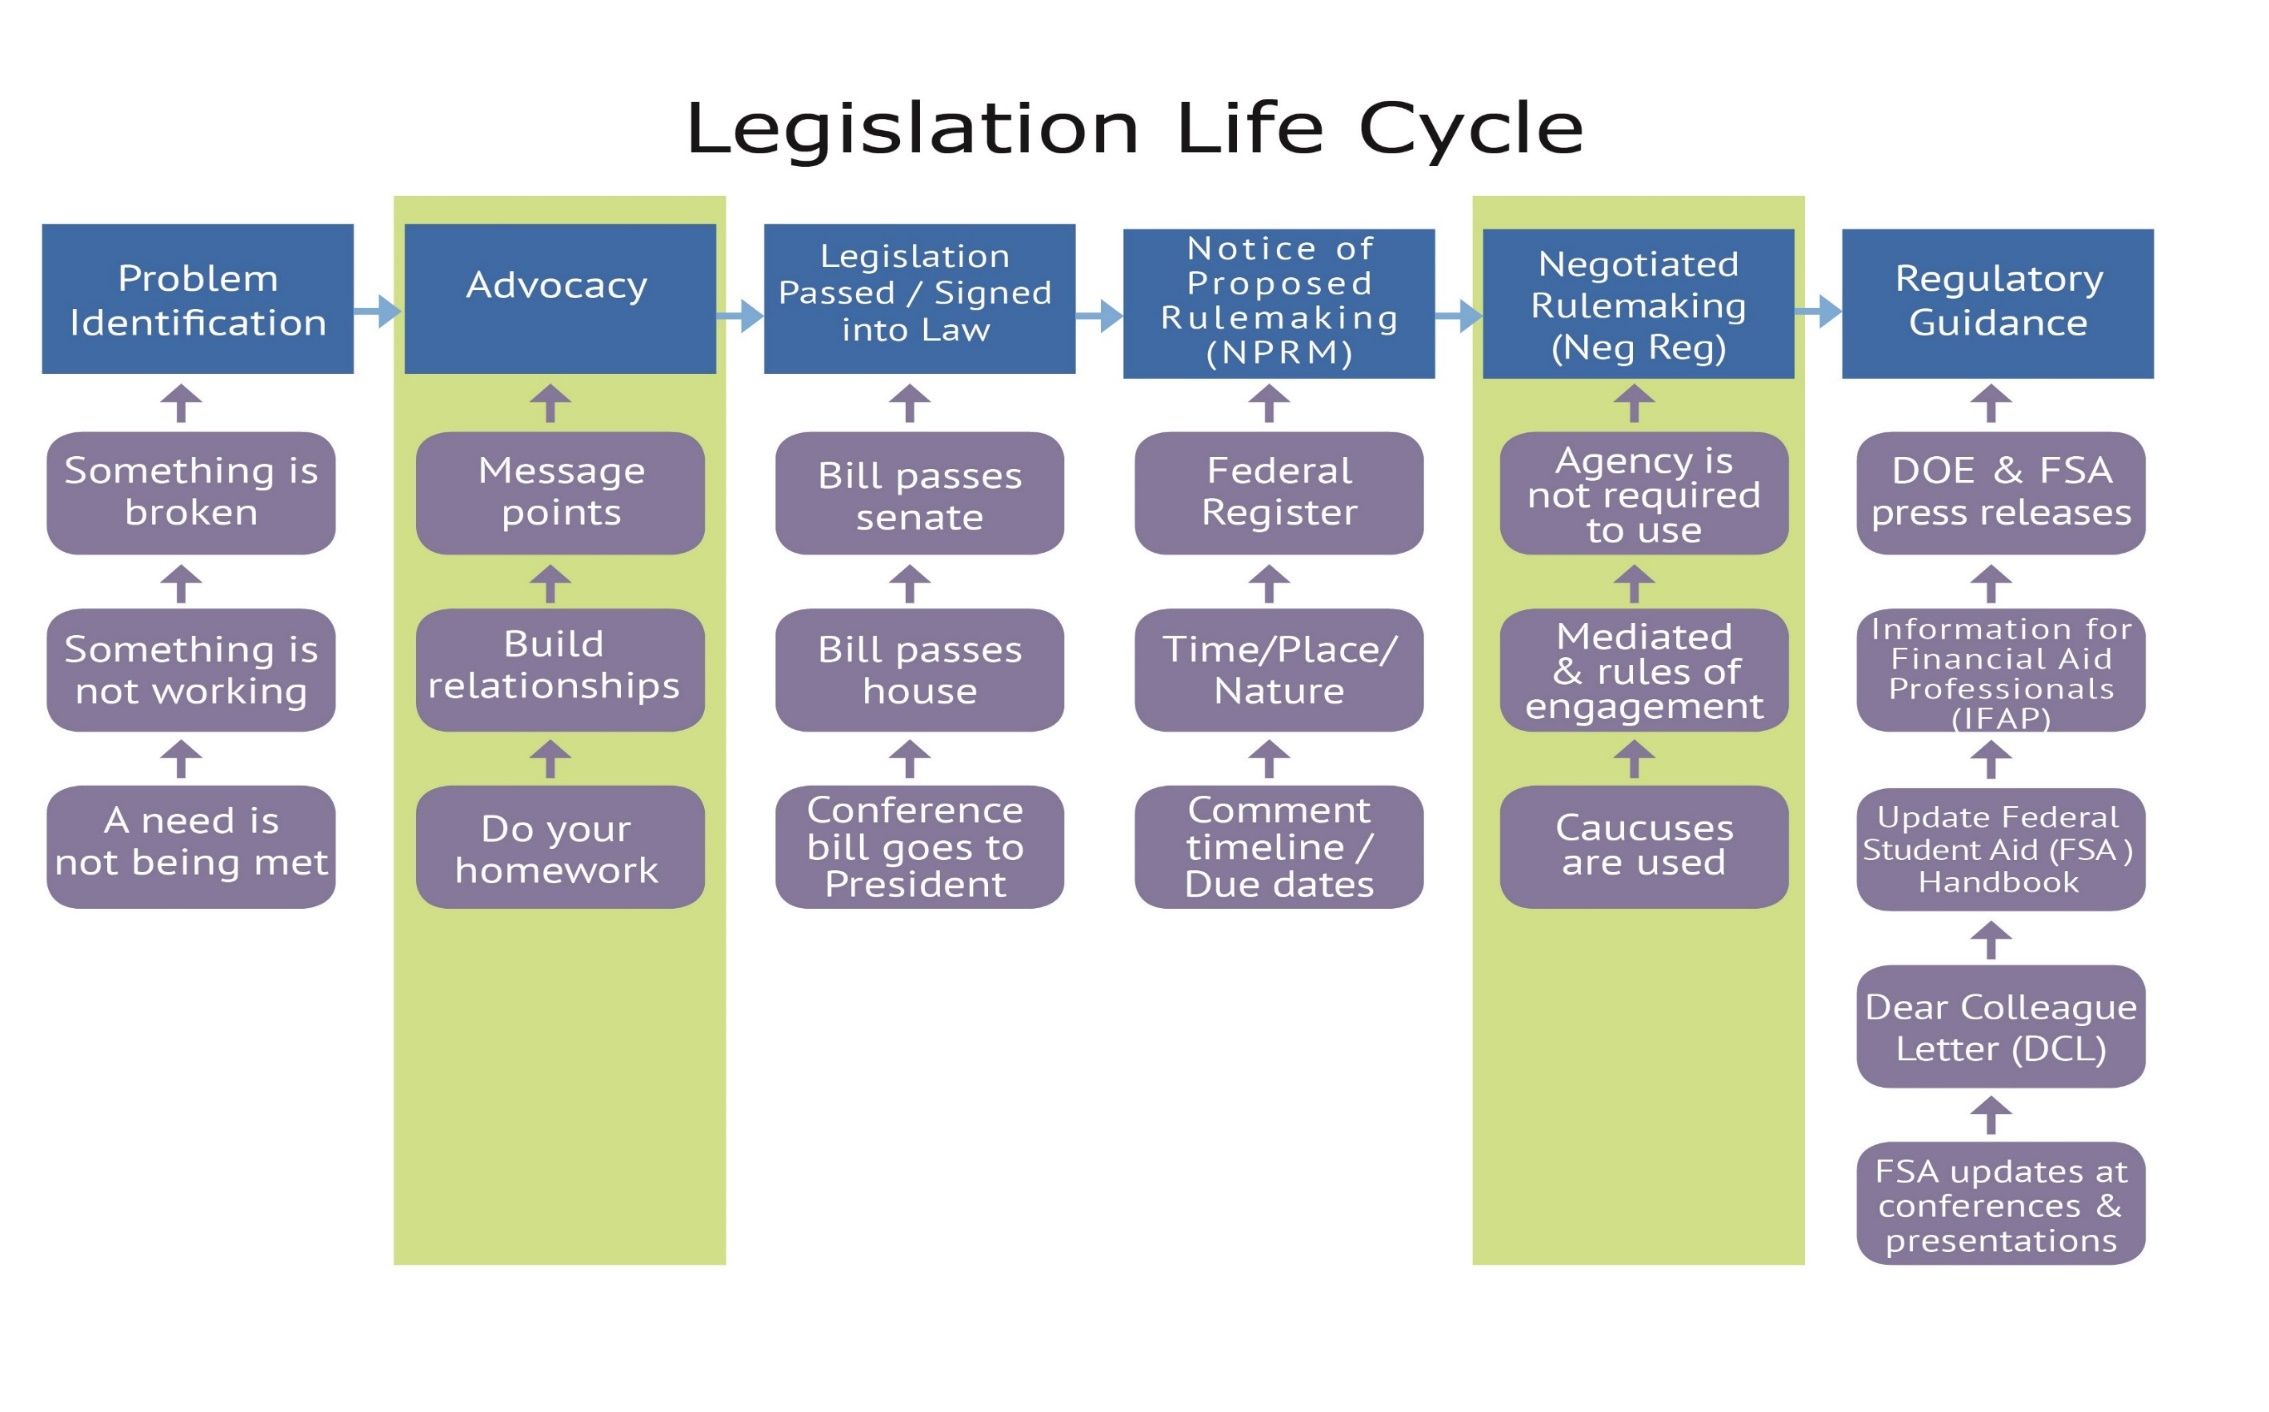 Legislation Life Cycle
Problem
Identification
Something is
broken
Something is
not working
A need is
not being met
Advocacy
Message
points
Build
relationships
Do your
homework
Legislation
Passed / Signed
into Law
Bill passes
senate
Bill passes
house
Conference
bill goes to
President
Notice of
Proposed
Rulemaking
(NPRM)
Federal
Register
Time/Place/
Nature
Comment
timeline /
Due dates
Negotiated
Rulemaking
(Neg Reg)
Agency is
not required
to use
Mediated
& rules of
engagement
Caucuses
are used
Regulatory
Guidance
DOE & FSA
press releases
Information for
Financial Aid
Professionals
(IFAP)
Update Federal
Student Aid (FSA )
Handbook
Dear Colleague
Letter (DCL)
FSA updates at
conferences &
presentations